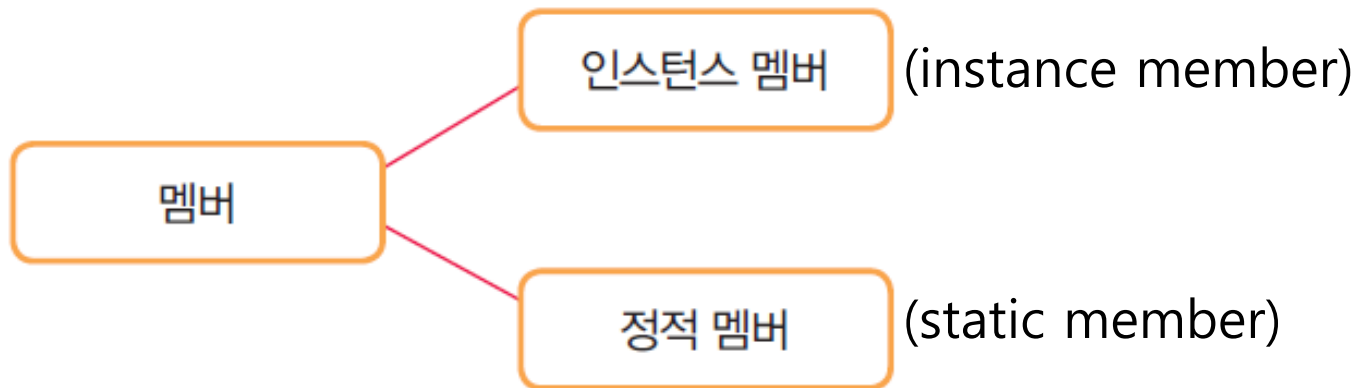 인스턴스 멤버 (instance member)
멤버
정적 멤버 (static member)